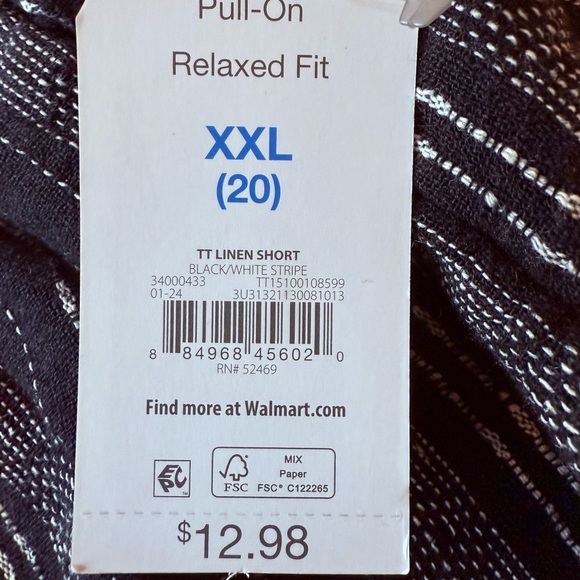 Pull-On
Relaxed Fit
XXL
(20)
TT LINEN SHORT
BLACK/WHITE STRIPE
34000433 TT15100108599
01-24 3U31321130081013
8 84968 45602 0
RN# 52469
Find more at Walmart.com
EPC™
FSC
MIX
Paper
FSC® C122265
$12.98